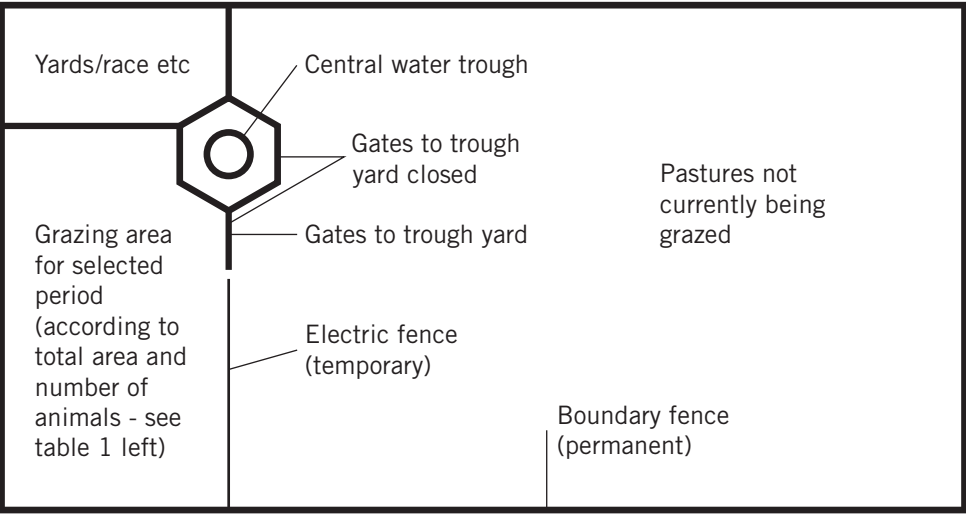 Yards/race etc
Central water trough
Gates to trough
yard closed
Pastures not
currently being
grazed
Gates to trough yard
Grazing area
for selected
period
(according to
total area and
number of
animals - see
table 1 left)
Electric fence
(temporary)
Boundary fence
(permanent)